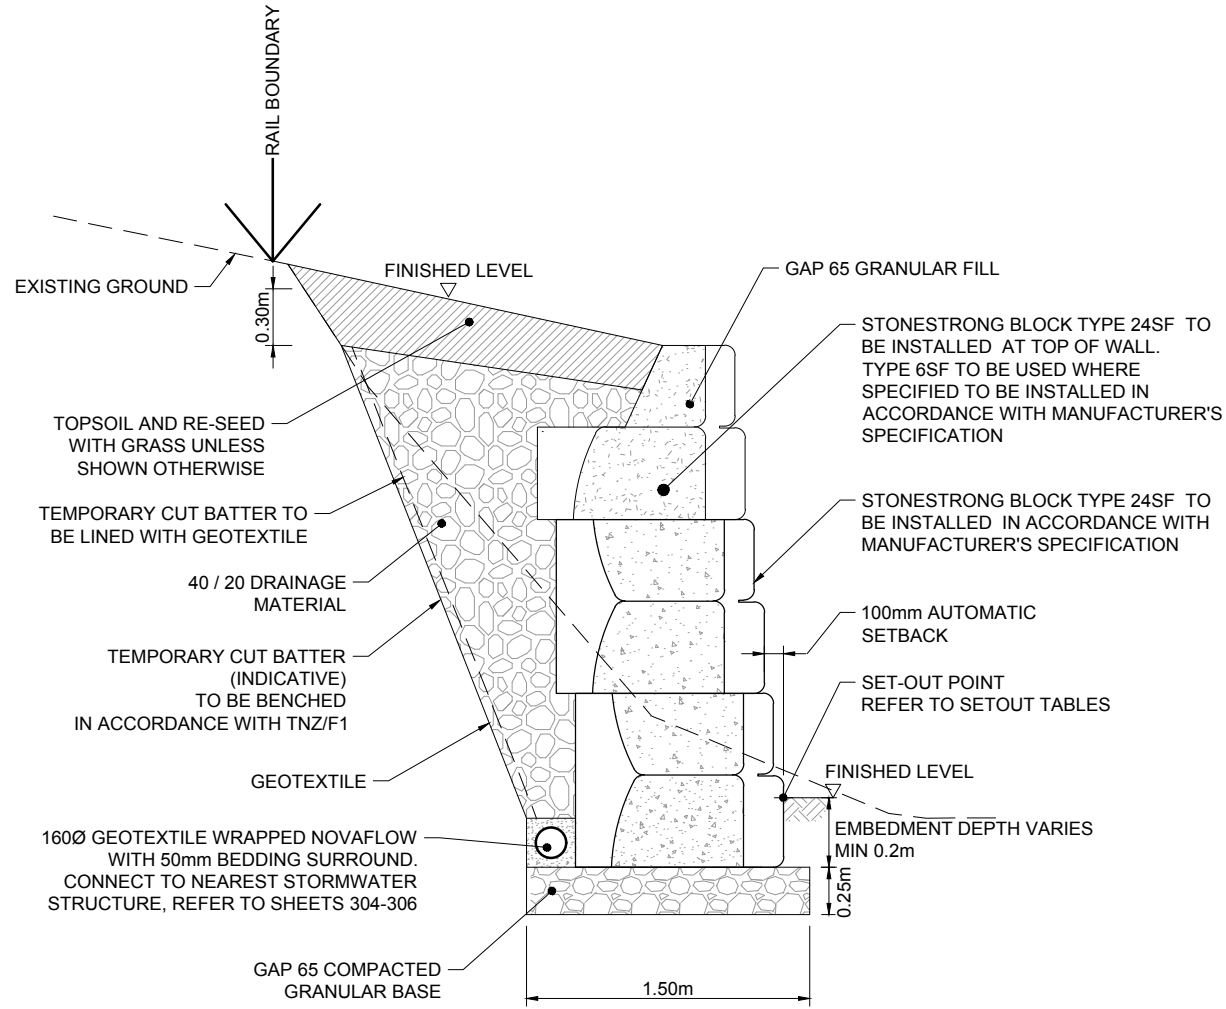 RAIL BOUNDARY
EXISTING GROUND
FINISHED LEVEL
0.30m
GAP 65 GRANULAR FILL
STONESTRONG BLOCK TYPE 24SF TO
BE INSTALLED AT TOP OF WALL.
TYPE 6SF TO BE USED WHERE
SPECIFIED TO BE INSTALLED IN
ACCORDANCE WITH MANUFACTURER'S
SPECIFICATION
TOPSOIL AND RE-SEED
WITH GRASS UNLESS
SHOWN OTHERWISE
TEMPORARY CUT BATTER TO
BE LINED WITH GEOTEXTILE
STONESTRONG BLOCK TYPE 24SF TO
BE INSTALLED IN ACCORDANCE WITH
MANUFACTURER'S SPECIFICATION
40 / 20 DRAINAGE
MATERIAL
100mm AUTOMATIC
SETBACK
TEMPORARY CUT BATTER
(INDICATIVE)
TO BE BENCHED
IN ACCORDANCE WITH TNZ/F1
SET-OUT POINT
REFER TO SETOUT TABLES
GEOTEXTILE
FINISHED LEVEL
160Ø GEOTEXTILE WRAPPED NOVAFLOW
WITH 50mm BEDDING SURROUND.
CONNECT TO NEAREST STORMWATER
STRUCTURE, REFER TO SHEETS 304-306
EMBEDMENT DEPTH VARIES
MIN 0.2m
0.25m
GAP 65 COMPACTED
GRANULAR BASE
1.50m